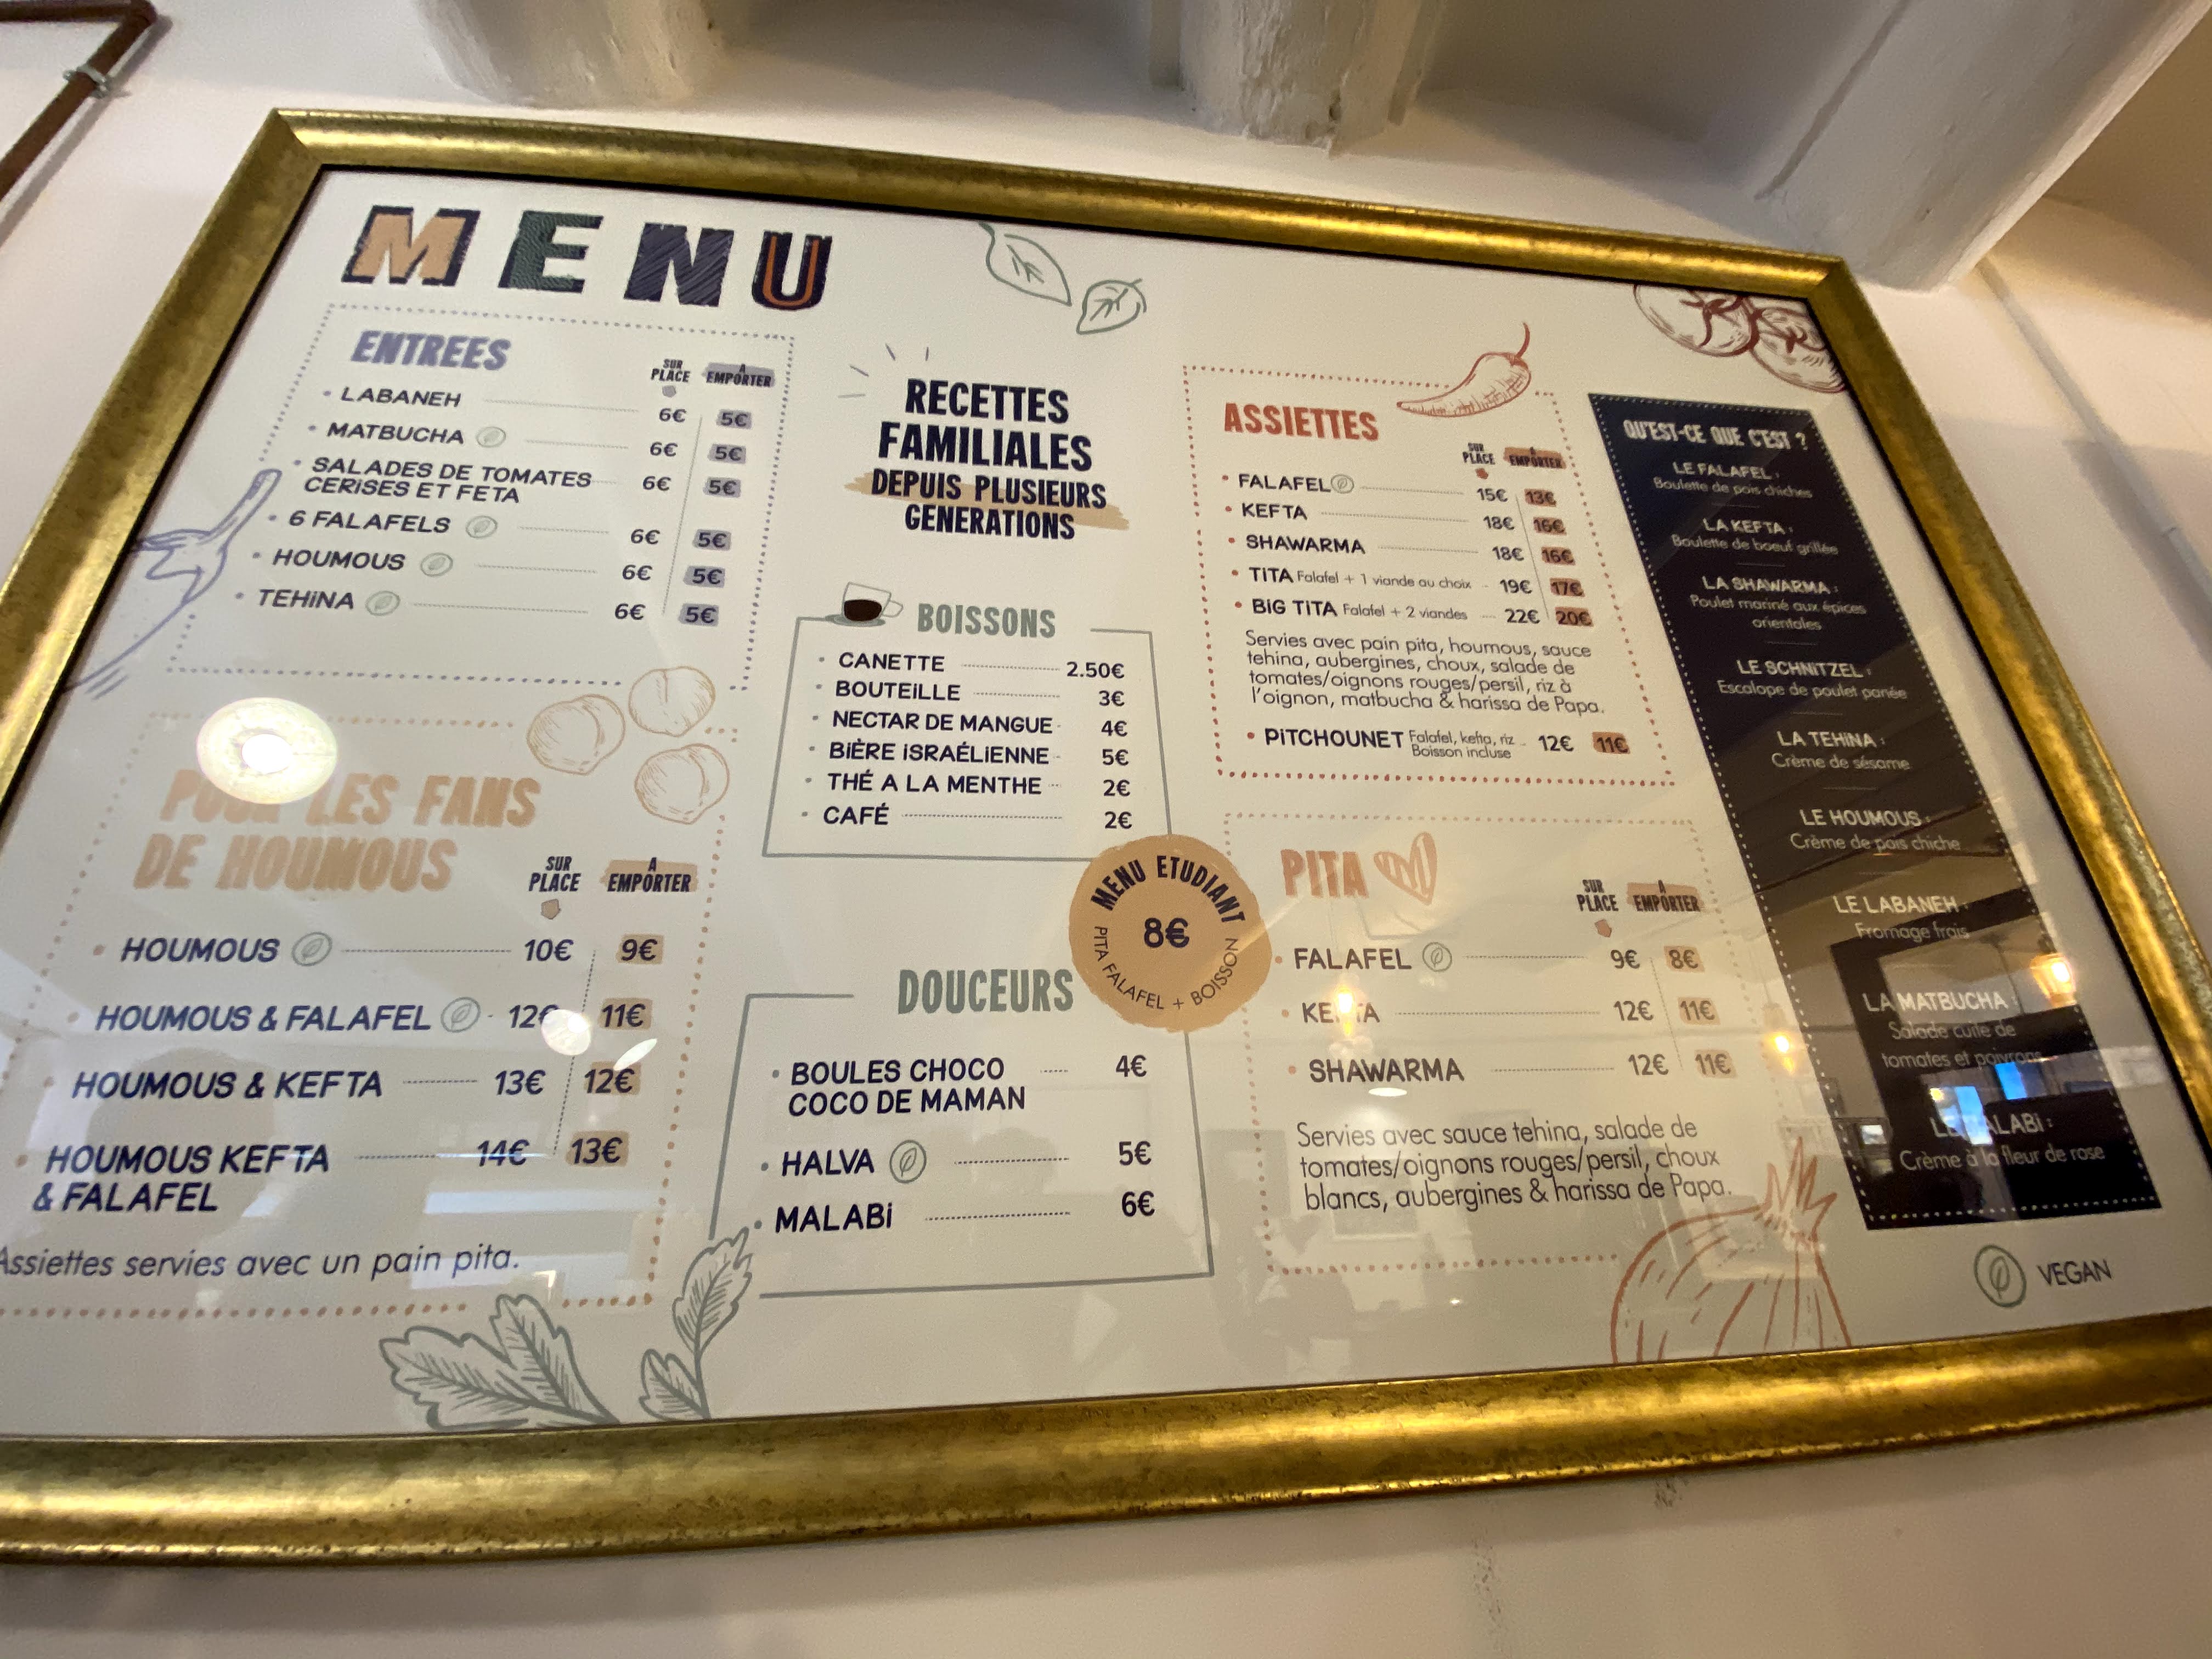 MENU
ENTREES
SUR PLACE
A EMPORTER
• LABANEH 6€ 5€
• MATBUCHA 6€ 5€
• SALADES DE TOMATES
CERiSES ET FETA 6€ 5€
• 6 FALAFELS 6€ 5€
• HOUMOUS 6€ 5€
• TEHiNA 6€ 5€
POUR LES FANS
DE HOUMOUS
SUR PLACE
A EMPORTER
• HOUMOUS 10€ 9€
• HOUMOUS & FALAFEL 12€ 11€
• HOUMOUS & KEFTA 13€ 12€
• HOUMOUS KEFTA 14€ 13€
& FALAFEL
Assiettes servies avec un pain pita.
RECETTES
FAMILIALES
DEPUIS PLUSIEURS
GENERATIONS
BOISSONS
• CANETTE 2.50€
• BOUTEiLLE 3€
• NECTAR DE MANGUE 4€
• BiÈRE iSRAÉLiENNE 5€
• THÉ A LA MENTHE 2€
• CAFÉ 2€
MENU ETUDIANT
8€
PITA FALAFEL + BOISSON
DOUCEURS
• BOULES CHOCO 4€
COCO DE MAMAN
• HALVA 5€
• MALABi 6€
ASSIETTES
SUR PLACE
A EMPORTER
• FALAFEL 15€ 13€
• KEFTA 18€ 16€
• SHAWARMA 18€ 16€
• TiTA Falafel + 1 viande au choix 19€ 17€
• BiG TiTA Falafel + 2 viandes 22€ 20€
Servies avec pain pita, houmous, sauce
tehina, aubergines, choux, salade de
tomates/oignons rouges/persil, riz à
l'oignon, matbucha & harissa de Papa.
• PiTCHOUNET Falafel, kefta, riz 12€ 11€
Boisson incluse
PITA
SUR PLACE
A EMPORTER
• FALAFEL 9€ 8€
• KEFTA 12€ 11€
• SHAWARMA 12€ 11€
Servies avec sauce tehina, salade de
tomates/oignons rouges/persil, choux
blancs, aubergines & harissa de Papa.
QU'EST-CE QUE C'EST ?
LE FALAFEL :
Boulette de pois chiches
LA KEFTA :
Boulette de boeuf grillée
LA SHAWARMA :
Poulet mariné aux épices
orientales
LE SCHNiTZEL :
Escalope de poulet panée
LA TEHiNA :
Crème de sésame
LE HOUMOUS :
Crème de pois chiche
LE LABANEH :
Fromage frais
LA MATBUCHA :
Salade cuite de
tomates et poivrons
LE MALABi :
Crème à la fleur de rose
VEGAN